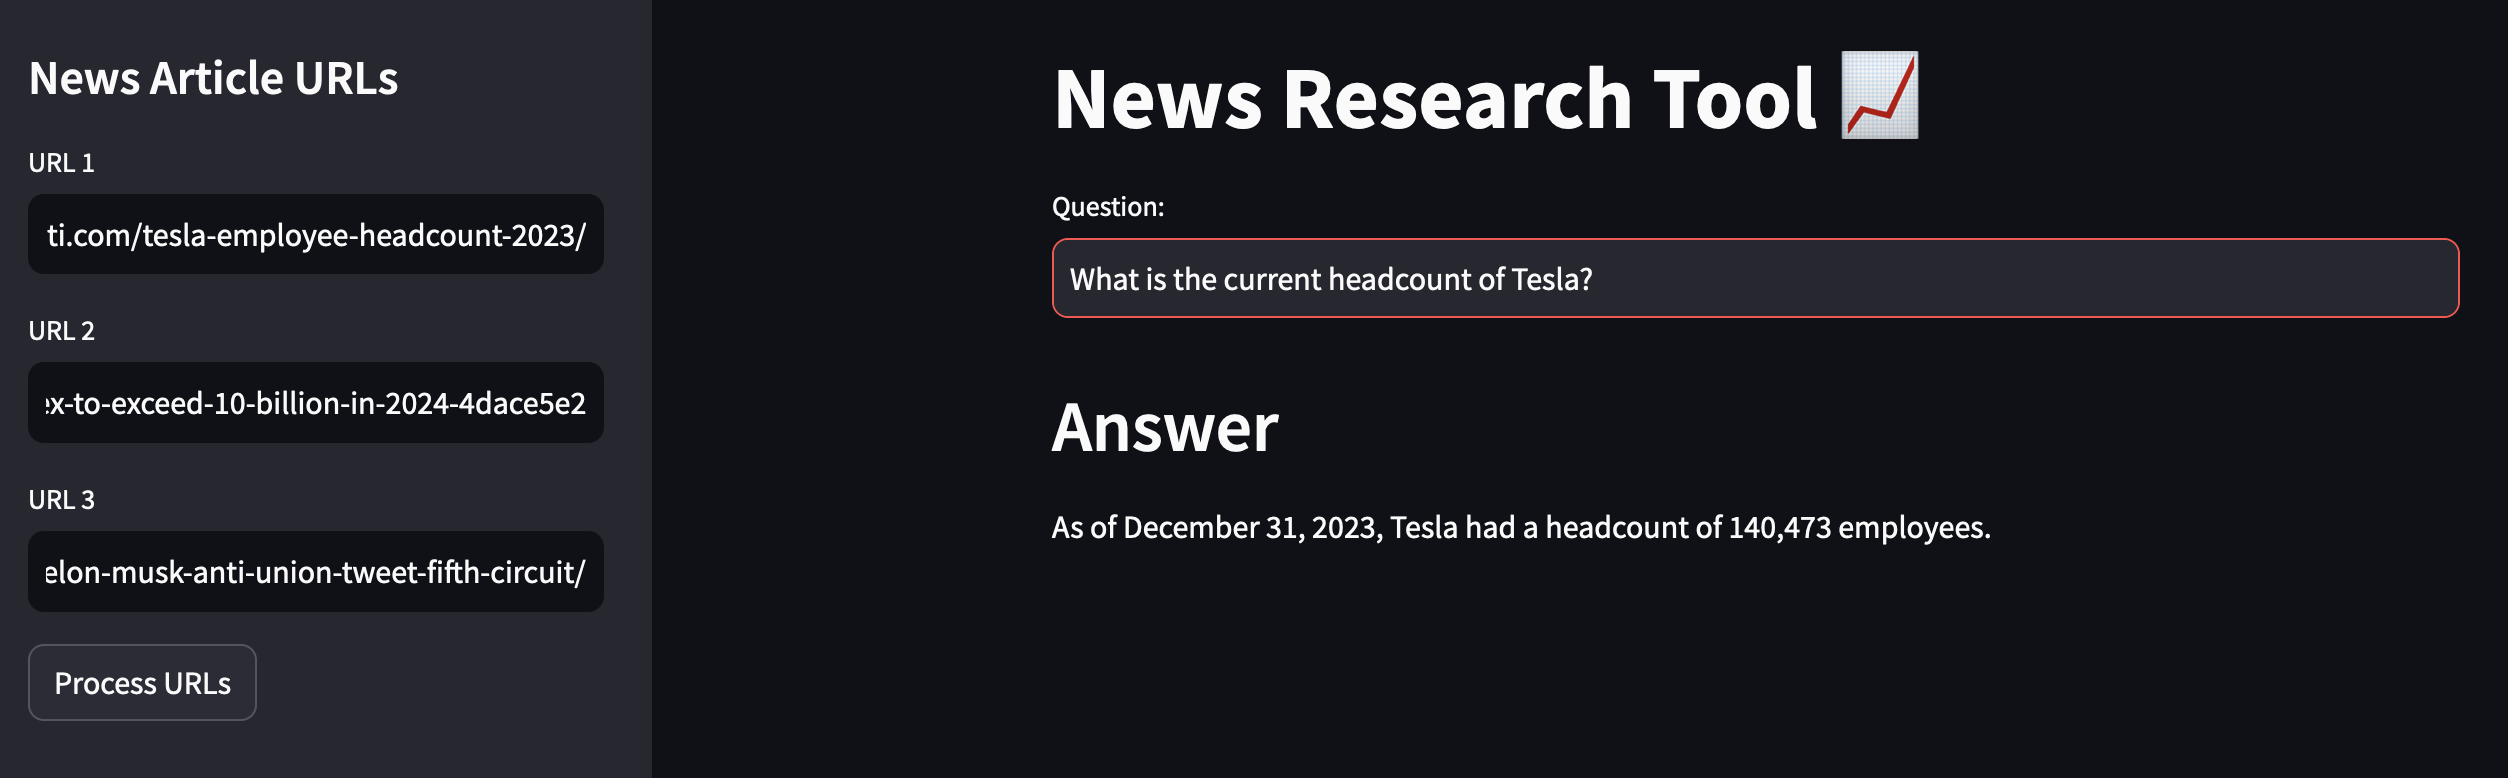 News Article URLs
URL 1
ti.com/tesla-employee-headcount-2023/
URL 2
ex-to-exceed-10-billion-in-2024-4dace5e2
URL 3
elon-musk-anti-union-tweet-fifth-circuit/
Process URLs
News Research Tool 📈
Question:
What is the current headcount of Tesla?
Answer
As of December 31, 2023, Tesla had a headcount of 140,473 employees.